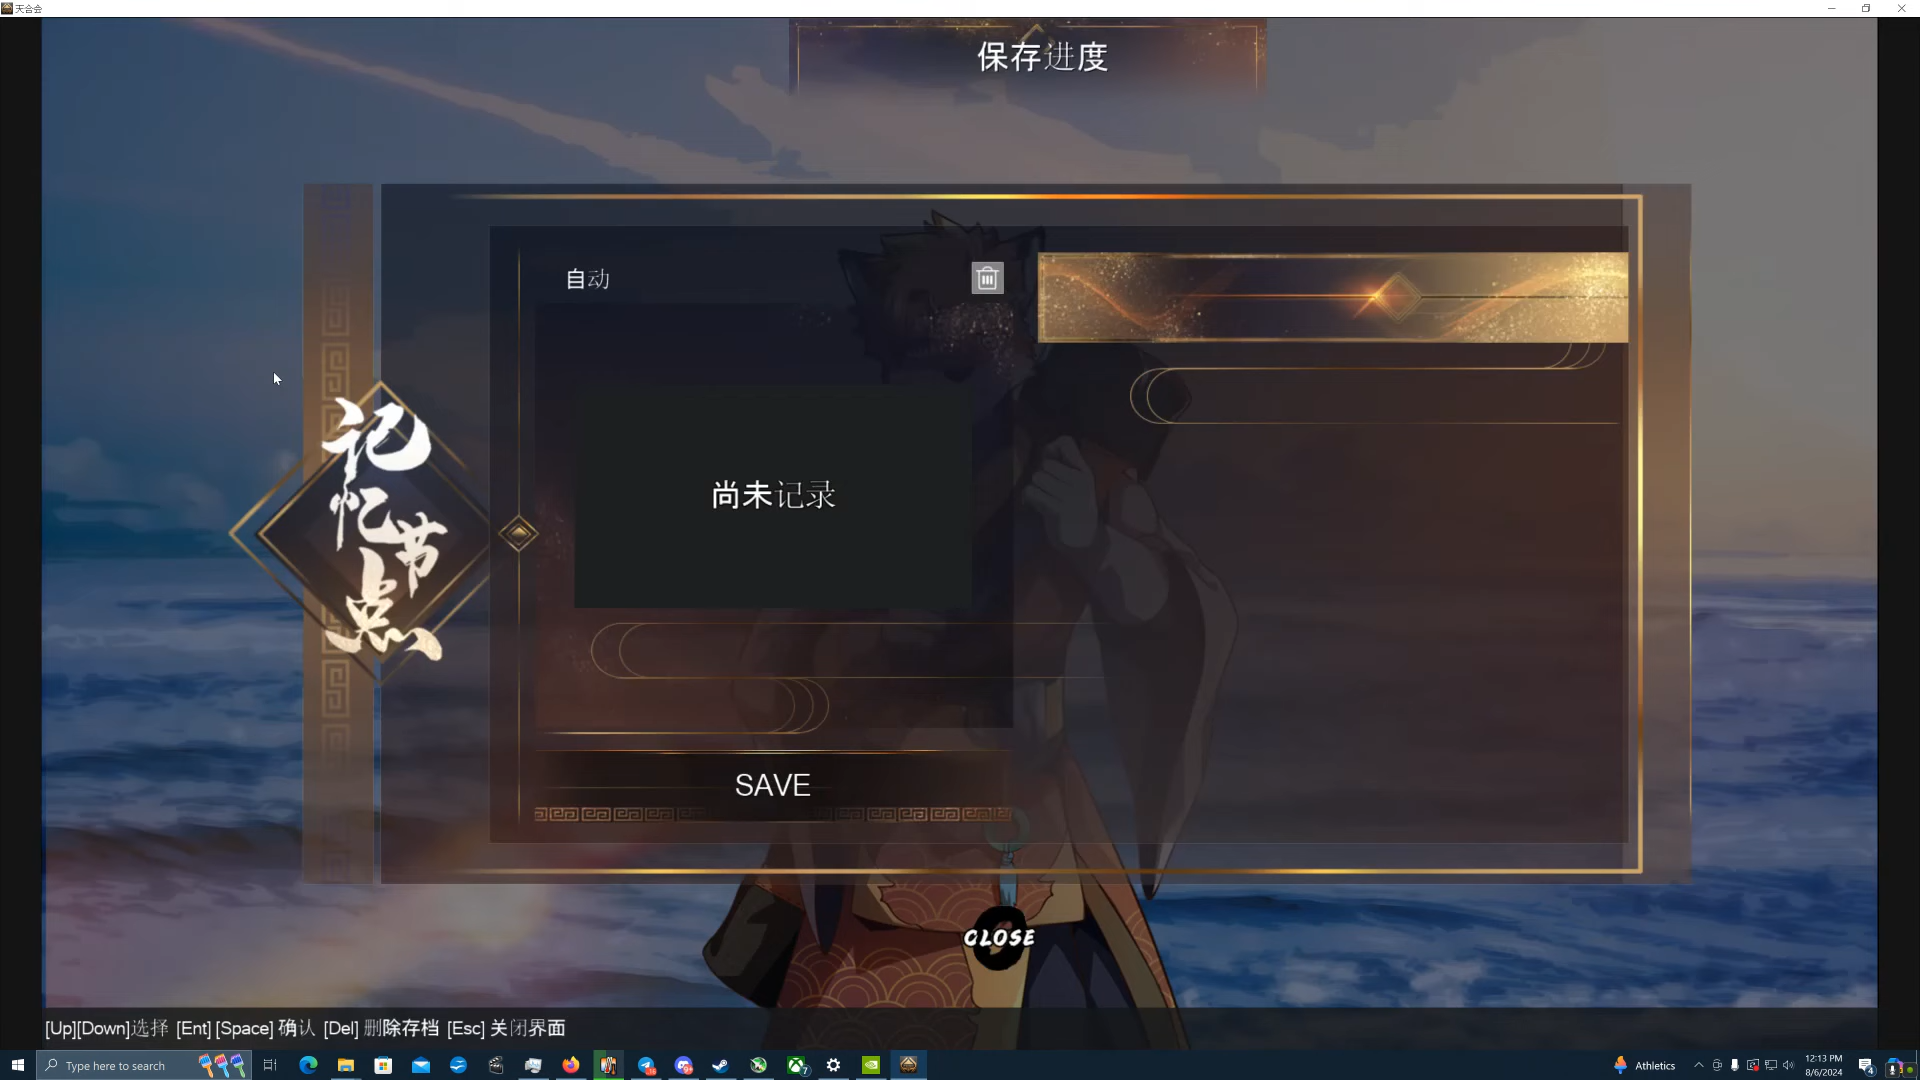 天合会
保存进度
自动
记忆节点
尚未记录
SAVE
CLOSE
[Up][Down]选择 [Ent] [Space] 确认 [Del] 删除存档 [Esc] 关闭界面
Type here to search
Athletics
12:13 PM
8/6/2024